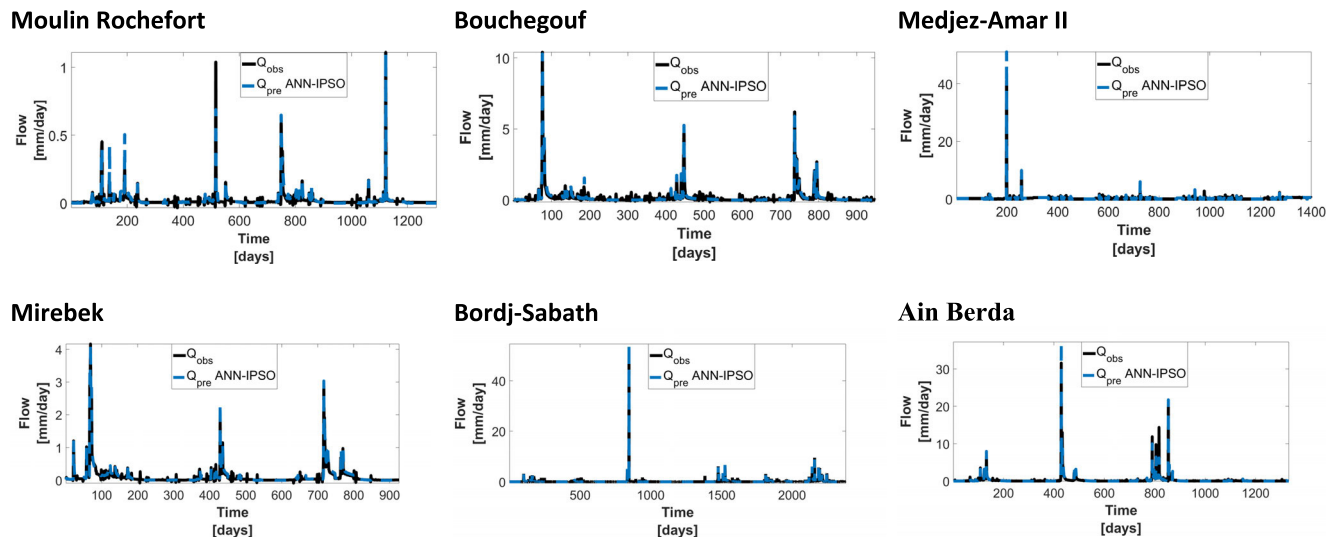 Moulin Rochefort
Bouchegouf
Medjez-Amar II
Flow
[mm/day]
1
0.5
0
Q_obs
Q_pre ANN-IPSO
200 400 600 800 1000 1200
Time
[days]
Flow
[mm/day]
10
5
0
Q_obs
Q_pre ANN-IPSO
100 200 300 400 500 600 700 800 900
Time
[days]
Flow
[mm/day]
40
20
0
Q_obs
Q_pre ANN-IPSO
200 400 600 800 1000 1200 1400
Time
[days]
Mirebek
Bordj-Sabath
Ain Berda
Flow
[mm/day]
4
3
2
1
0
Q_obs
Q_pre ANN-IPSO
100 200 300 400 500 600 700 800 900
Time
[days]
Flow
[mm/day]
40
20
0
Q_obs
Q_pre ANN-IPSO
500 1000 1500 2000
Time
[days]
Flow
[mm/day]
30
20
10
0
Q_obs
Q_pre ANN-IPSO
200 400 600 800 1000 1200
Time
[days]